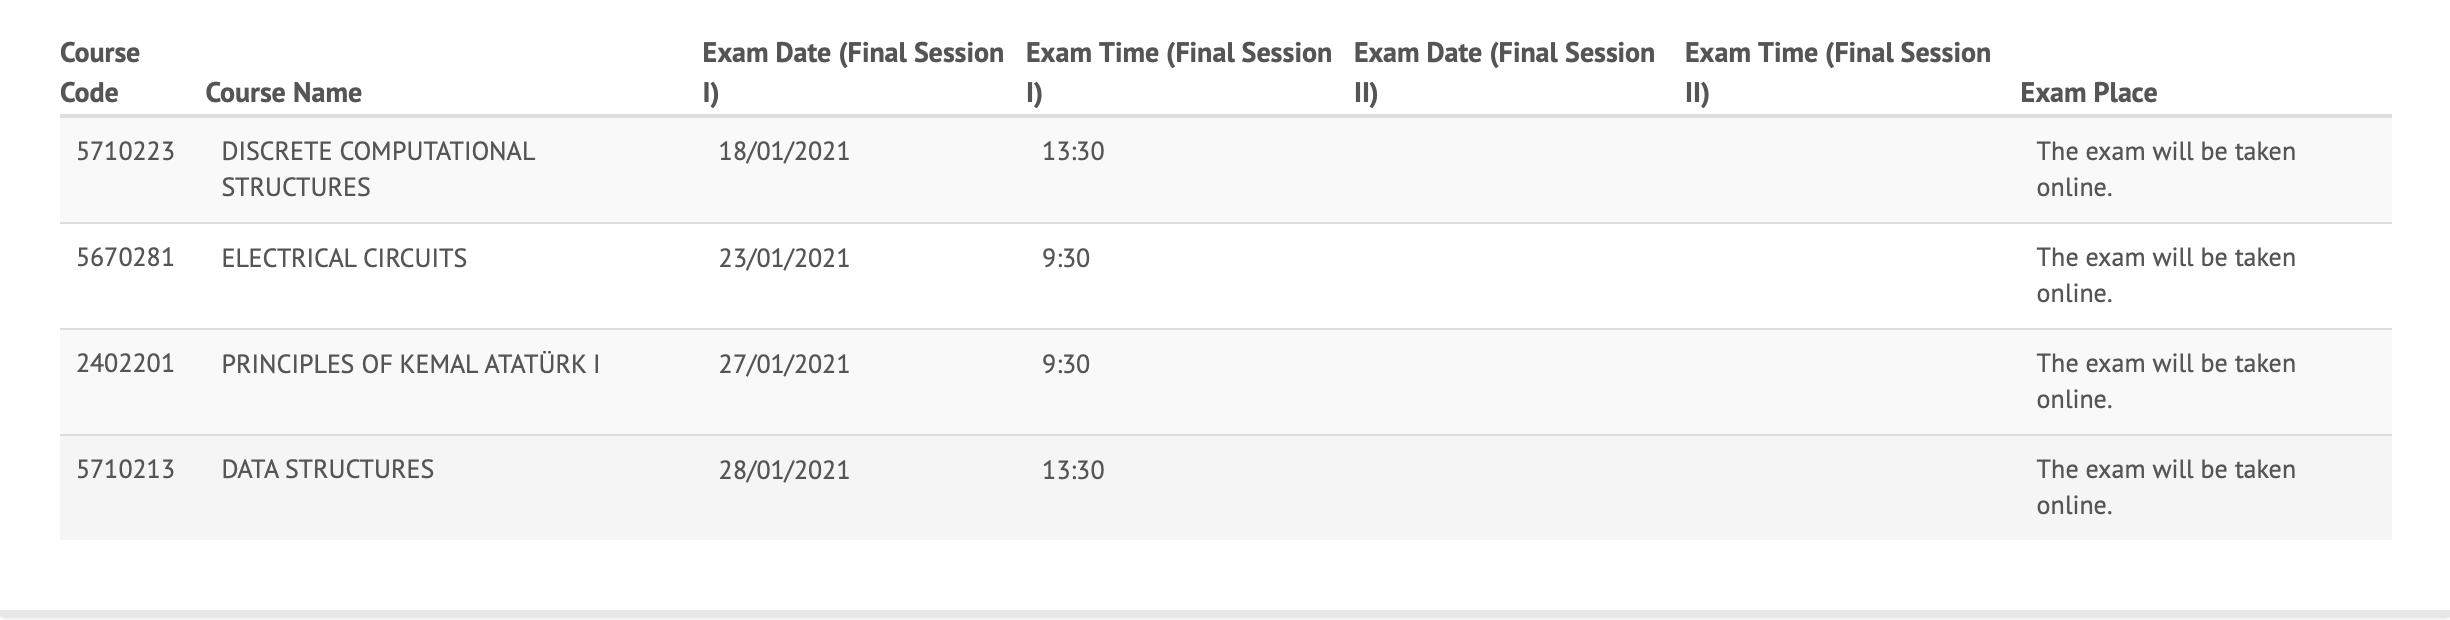 Course Code Course Name Exam Date (Final Session I) Exam Time (Final Session I) Exam Date (Final Session II) Exam Time (Final Session II) Exam Place
5710223 DISCRETE COMPUTATIONAL STRUCTURES 18/01/2021 13:30 The exam will be taken online.
5670281 ELECTRICAL CIRCUITS 23/01/2021 9:30 The exam will be taken online.
2402201 PRINCIPLES OF KEMAL ATATÜRK I 27/01/2021 9:30 The exam will be taken online.
5710213 DATA STRUCTURES 28/01/2021 13:30 The exam will be taken online.